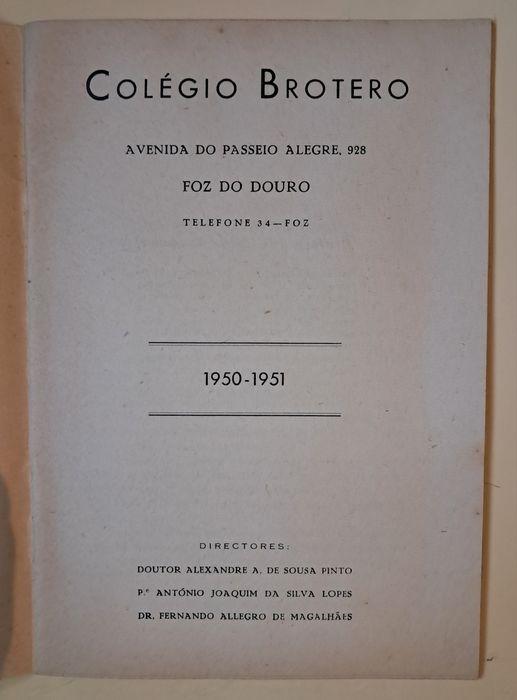 COLÉGIO BROTERO
AVENIDA DO PASSEIO ALEGRE, 928
FOZ DO DOURO
TELEFONE 34—FOZ
1950-1951
DIRECTORES:
DOUTOR ALEXANDRE A. DE SOUSA PINTO
P.e ANTÓNIO JOAQUIM DA SILVA LOPES
DR. FERNANDO ALLEGRO DE MAGALHÃES